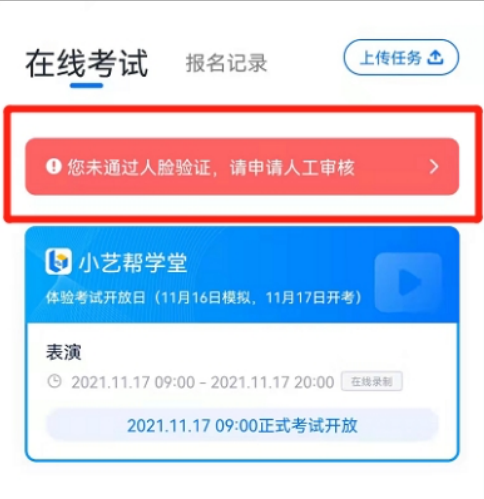 在线考试 报名记录 上传任务
您未通过人脸验证，请申请人工审核
小艺帮学堂
体验考试开放日（11月16日模拟，11月17日开考）
表演
2021.11.17 09:00 - 2021.11.17 20:00 在线录制
2021.11.17 09:00正式考试开放